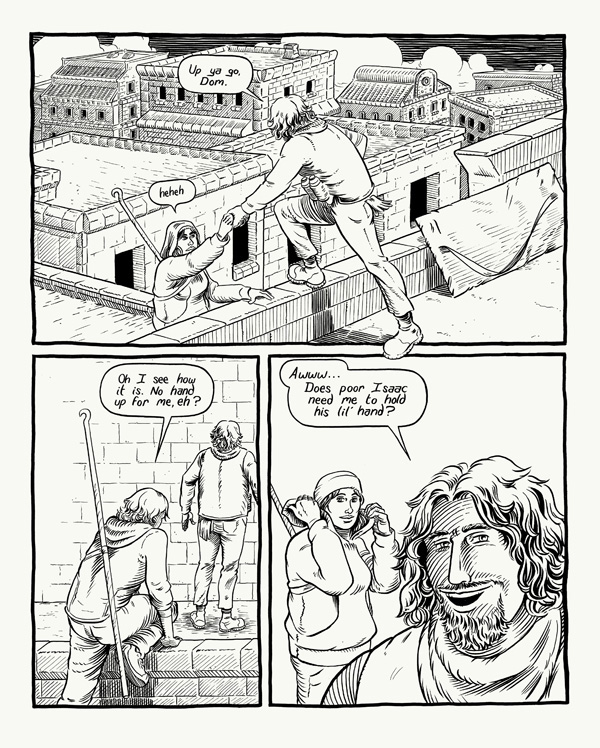 Up ya go,
Dom.
heheh
Oh I see how
it is. No hand
up for me, eh?
Awww...
Does poor Isaac
need me to hold
his lil' hand?